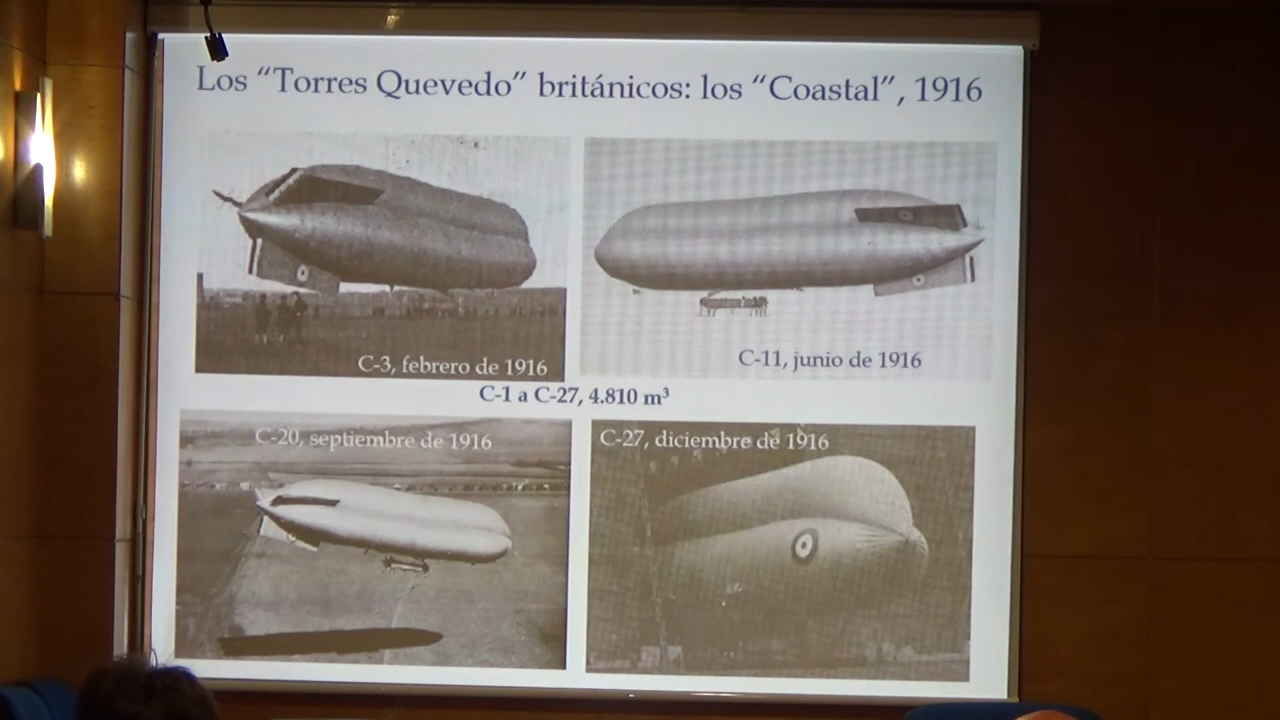 Los “Torres Quevedo” británicos: los “Coastal”, 1916
C-3, febrero de 1916
C-11, junio de 1916
C-1 a C-27, 4.810 m³
C-20, septiembre de 1916
C-27, diciembre de 1916